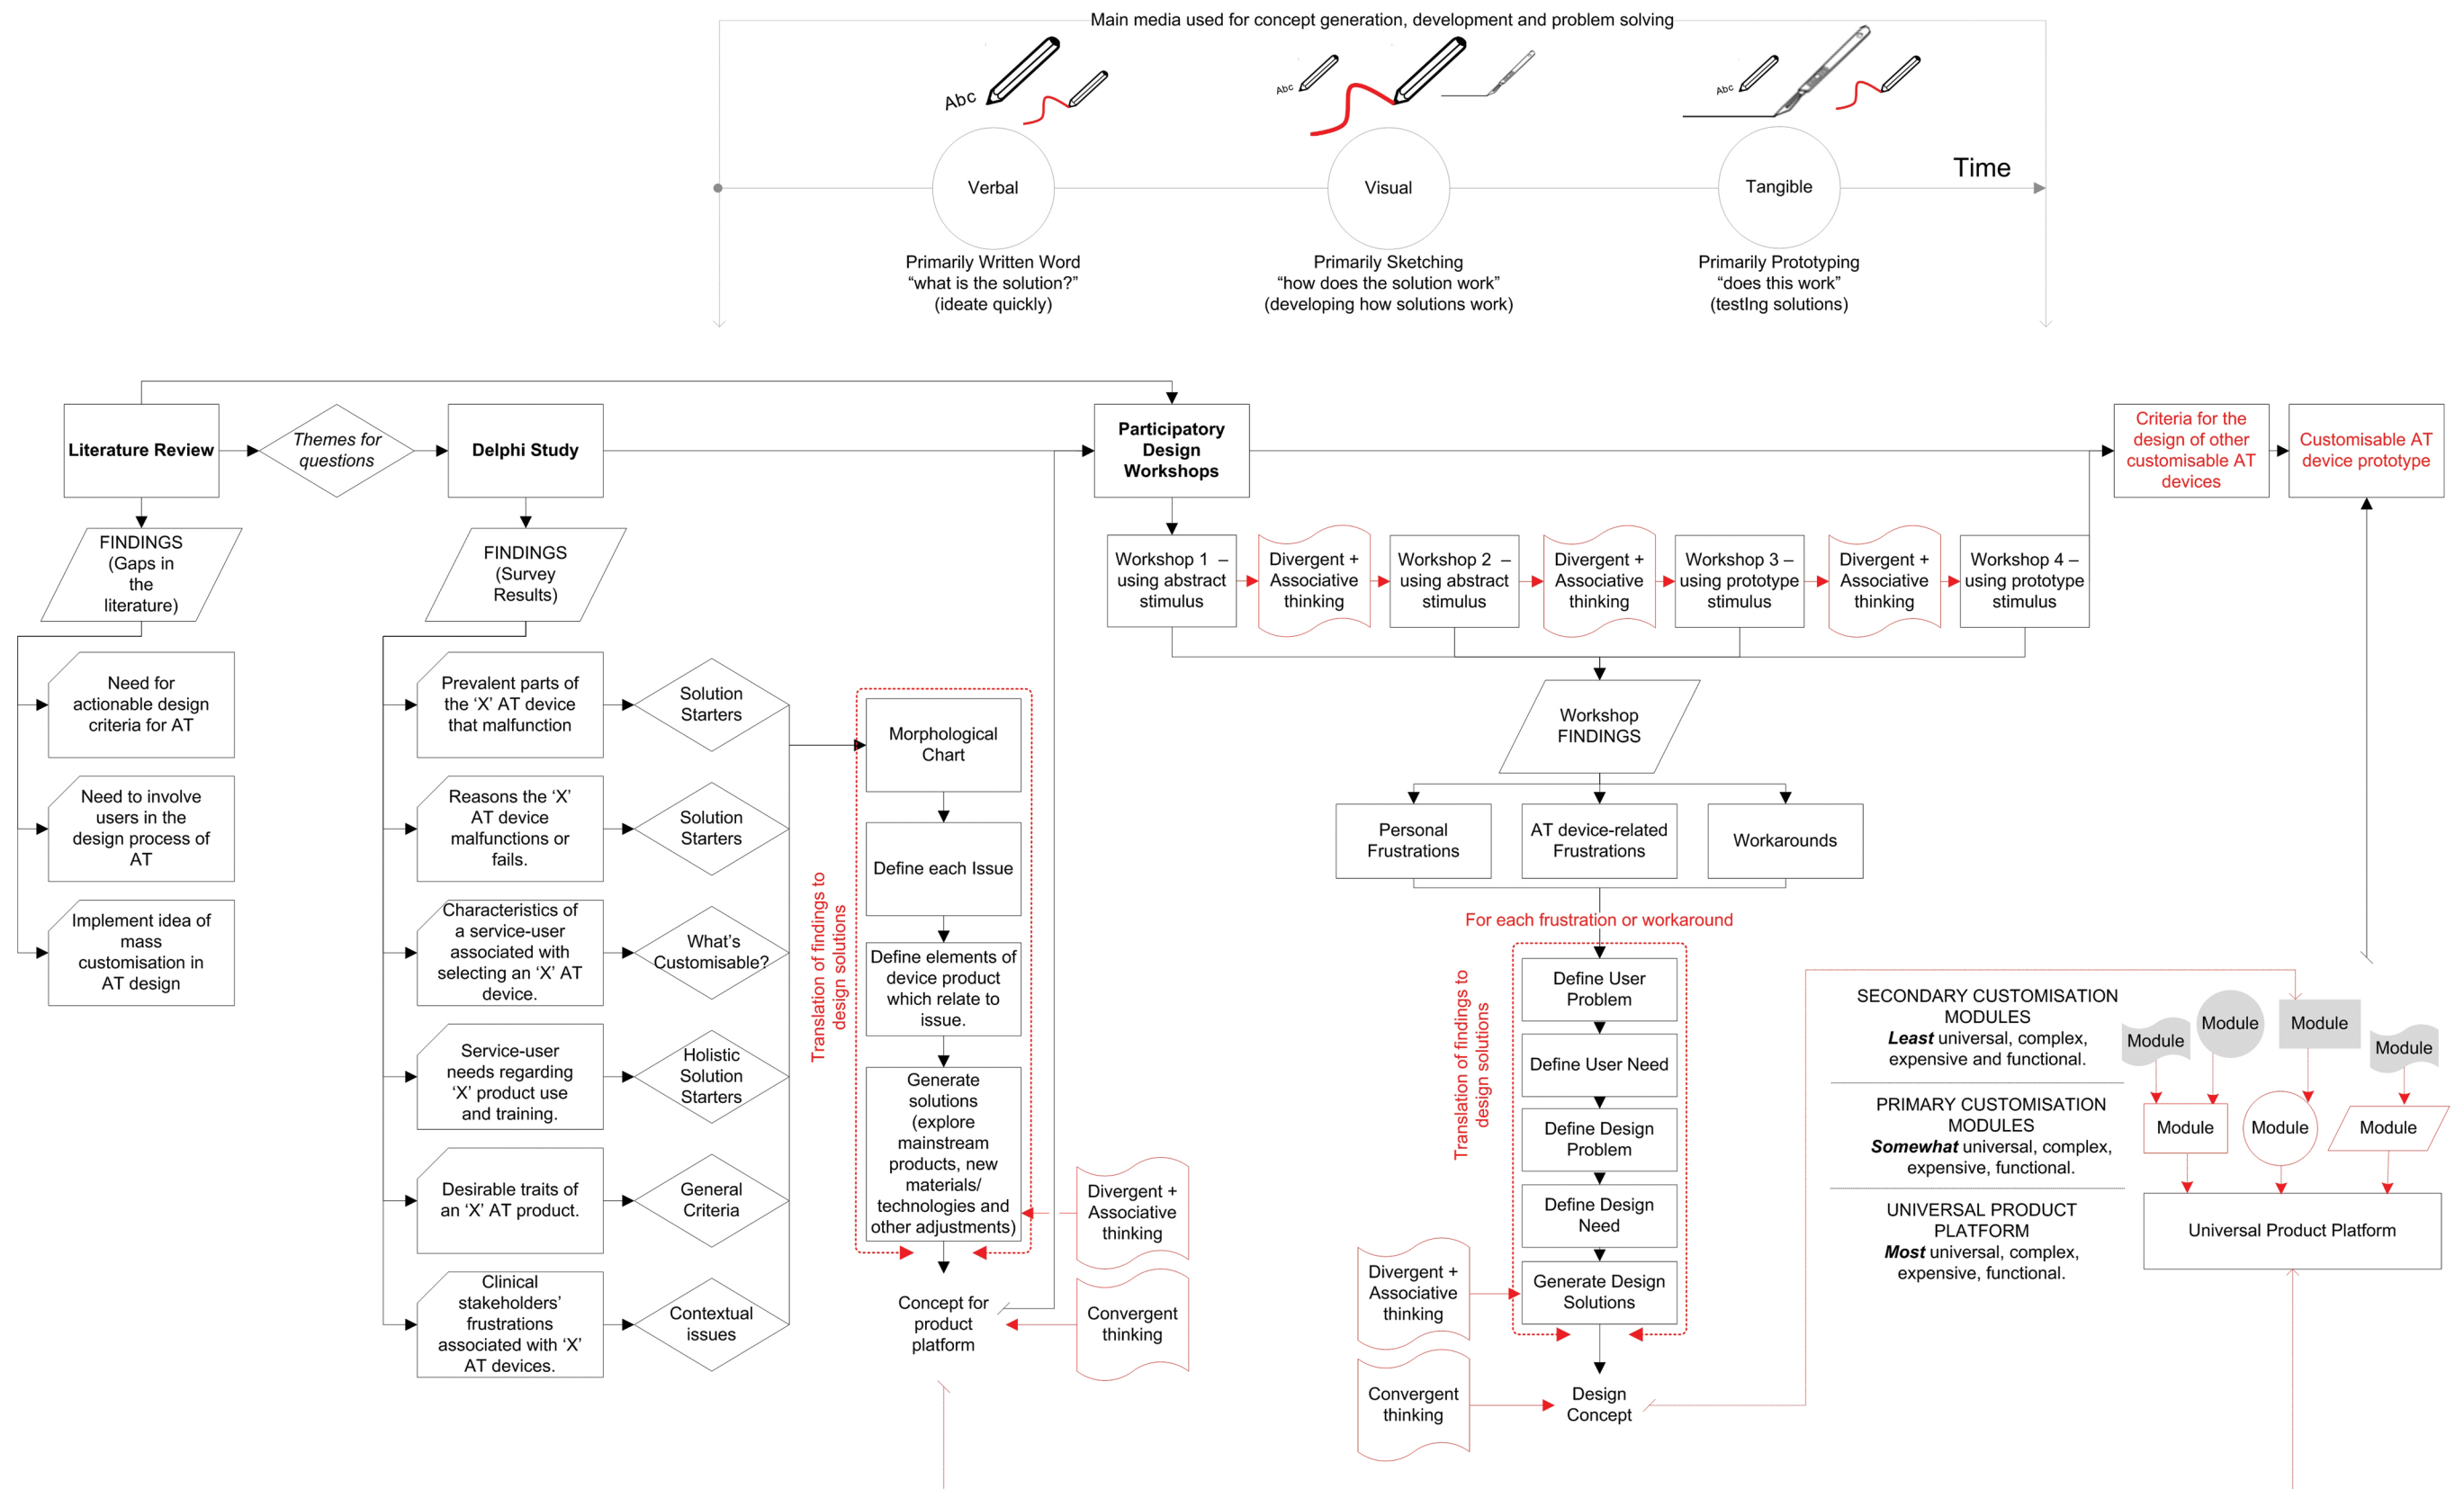 Main media used for concept generation, development and problem solving
Abc
Abc
Abc
Verbal
Visual
Tangible
Time
Primarily Written Word
“what is the solution?”
(ideate quickly)
Primarily Sketching
“how does the solution work”
(developing how solutions work)
Primarily Prototyping
“does this work”
(testIng solutions)
Literature Review
Themes for
questions
Delphi Study
Participatory
Design
Workshops
Criteria for the
design of other
customisable AT
devices
Customisable AT
device prototype
FINDINGS
(Gaps in
the
literature)
Need for
actionable design
criteria for AT
Need to involve
users in the
design process of
AT
Implement idea of
mass
customisation in
AT design
FINDINGS
(Survey
Results)
Prevalent parts of
the ‘X’ AT device
that malfunction
Solution
Starters
Reasons the ‘X’
AT device
malfunctions or
fails.
Solution
Starters
Characteristics of
a service-user
associated with
selecting an ‘X’ AT
device.
What’s
Customisable?
Service-user
needs regarding
‘X’ product use
and training.
Holistic
Solution
Starters
Desirable traits of
an ‘X’ AT product.
General
Criteria
Clinical
stakeholders’
frustrations
associated with ‘X’
AT devices.
Contextual
issues
Translation of findings to
design solutions
Morphological
Chart
Define each Issue
Define elements of
device product
which relate to
issue.
Generate
solutions
(explore
mainstream
products, new
materials/
technologies and
other adjustments)
Divergent +
Associative
thinking
Concept for
product
platform
Convergent
thinking
Workshop 1 –
using abstract
stimulus
Divergent +
Associative
thinking
Workshop 2 –
using abstract
stimulus
Divergent +
Associative
thinking
Workshop 3 –
using prototype
stimulus
Divergent +
Associative
thinking
Workshop 4 –
using prototype
stimulus
Workshop
FINDINGS
Personal
Frustrations
AT device-related
Frustrations
Workarounds
For each frustration or workaround
Translation of findings to
design solutions
Define User
Problem
Define User Need
Define Design
Problem
Define Design
Need
Generate Design
Solutions
Divergent +
Associative
thinking
Convergent
thinking
Design
Concept
SECONDARY CUSTOMISATION
MODULES
Least universal, complex,
expensive and functional.
Module
Module
Module
Module
PRIMARY CUSTOMISATION
MODULES
Somewhat universal, complex,
expensive, functional.
Module
Module
Module
UNIVERSAL PRODUCT
PLATFORM
Most universal, complex,
expensive, functional.
Universal Product Platform